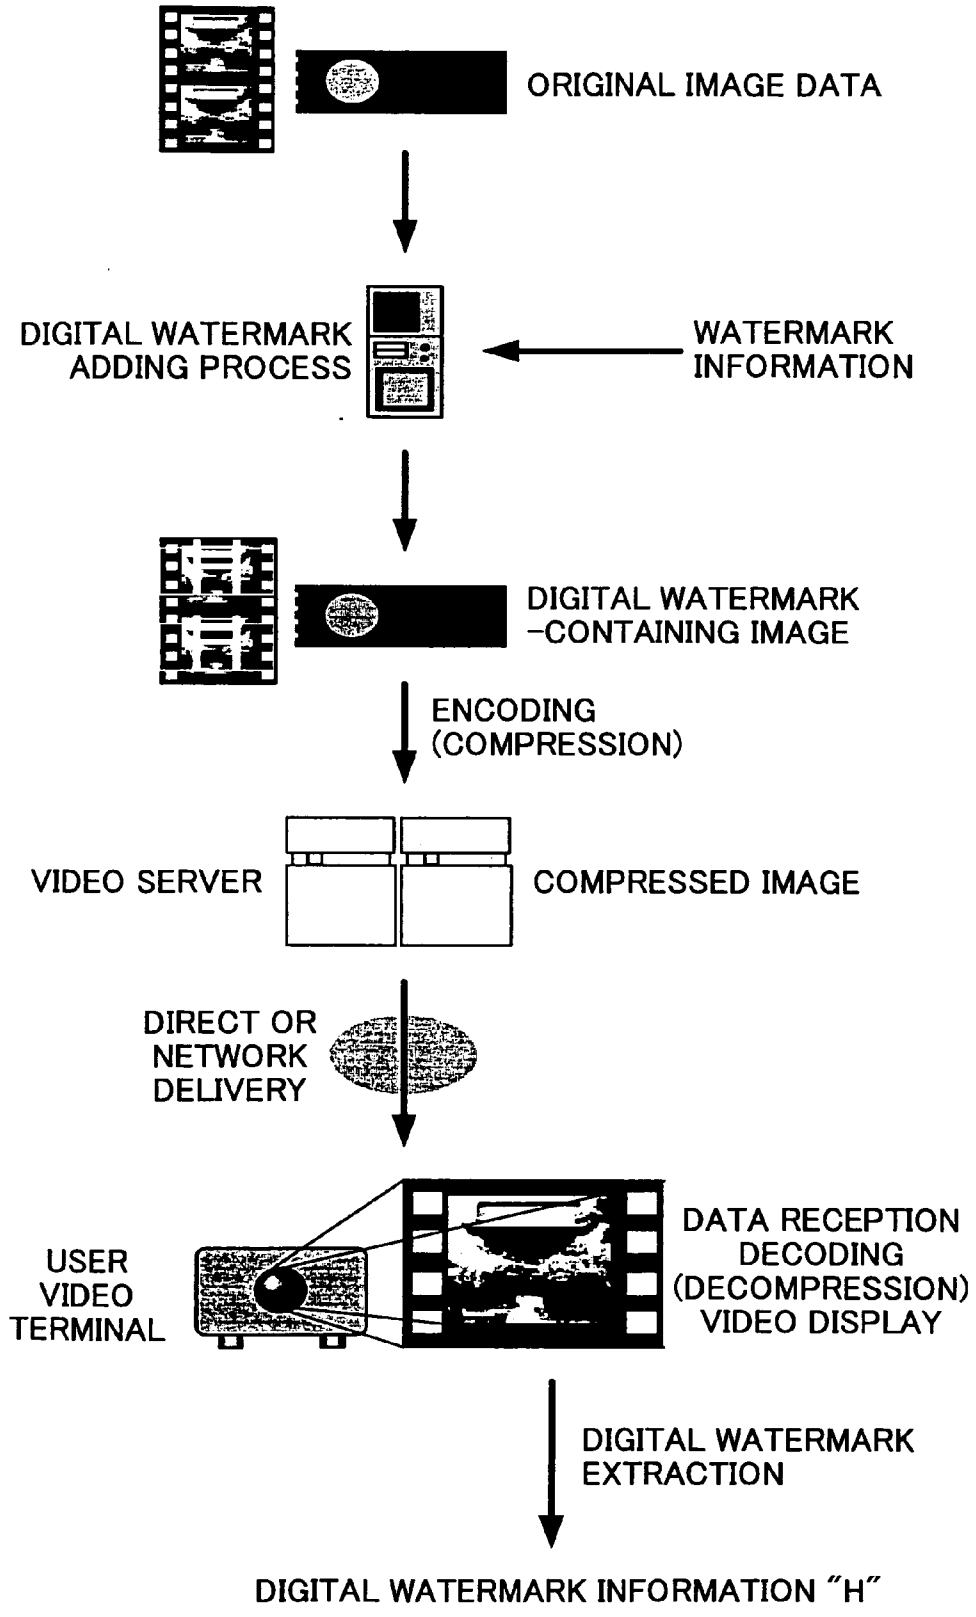 ORIGINAL IMAGE DATA
DIGITAL WATERMARK
ADDING PROCESS
WATERMARK
INFORMATION
DIGITAL WATERMARK
-CONTAINING IMAGE
ENCODING
(COMPRESSION)
VIDEO SERVER
COMPRESSED IMAGE
DIRECT OR
NETWORK
DELIVERY
USER
VIDEO
TERMINAL
DATA RECEPTION
DECODING
(DECOMPRESSION)
VIDEO DISPLAY
DIGITAL WATERMARK
EXTRACTION
DIGITAL WATERMARK INFORMATION "H"